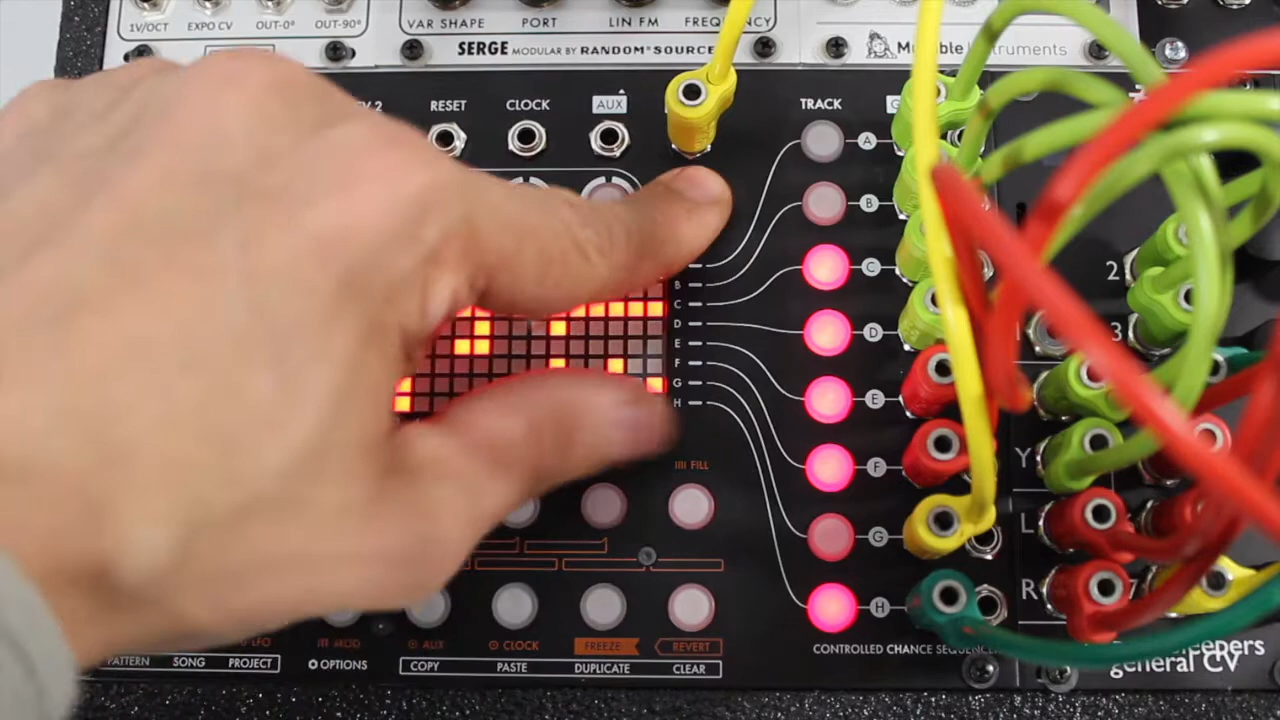 1V/OCT EXPO CV OUT-0° OUT-90°
VAR SHAPE PORT LIN FM FREQUENCY
SERGE MODULAR BY RANDOM*SOURCE
Instruments
2 RESET CLOCK AUX TRACK G
A
B
C
D
E
F
G
H
B
C
D
E
F
G
H
2
3
Y
L
R
FILL
MOD AUX CLOCK FREEZE REVERT
PATTERN SONG PROJECT OPTIONS COPY PASTE DUPLICATE CLEAR
CONTROLLED CHANCE
general CV